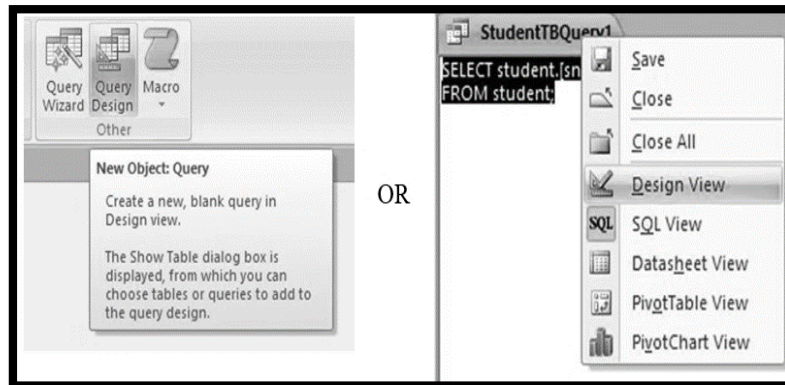 Query Wizard
Query Design
Macro
Other
New Object: Query
Create a new, blank query in
Design view.
The Show Table dialog box is
displayed, from which you can
choose tables or queries to add to
the query design.
OR
StudentTBQuery1
SELECT student.[sn
FROM student;
Save
Close
Close All
Design View
SQL SQL View
Datasheet View
PivotTable View
PivotChart View